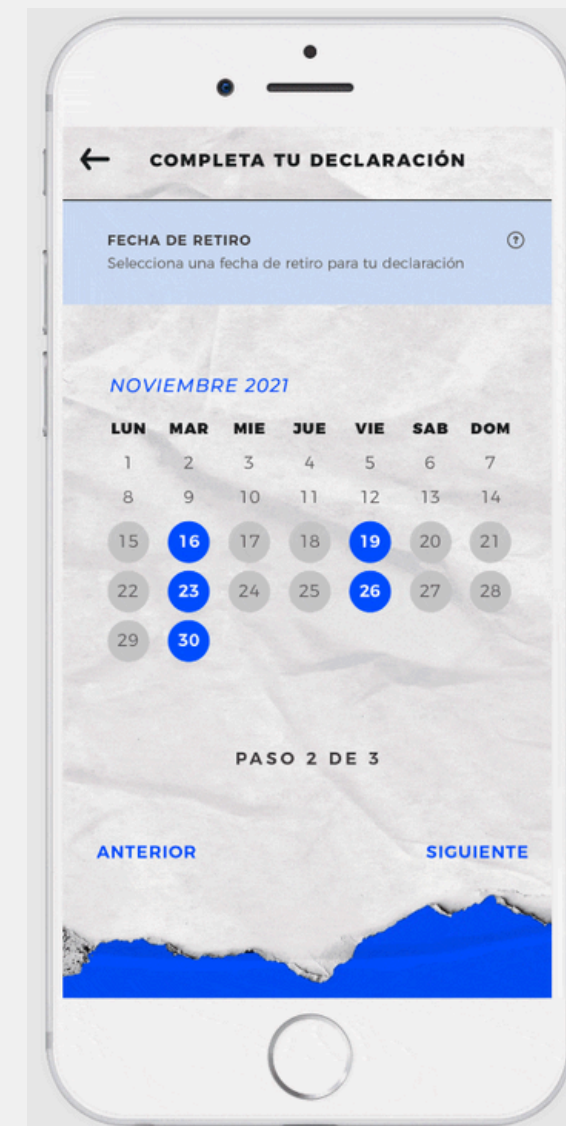 COMPLETA TU DECLARACIÓN
FECHA DE RETIRO
Selecciona una fecha de retiro para tu declaración
NOVIEMBRE 2021
LUN MAR MIE JUE VIE SAB DOM
1 2 3 4 5 6 7
8 9 10 11 12 13 14
15 16 17 18 19 20 21
22 23 24 25 26 27 28
29 30
PASO 2 DE 3
ANTERIOR SIGUIENTE